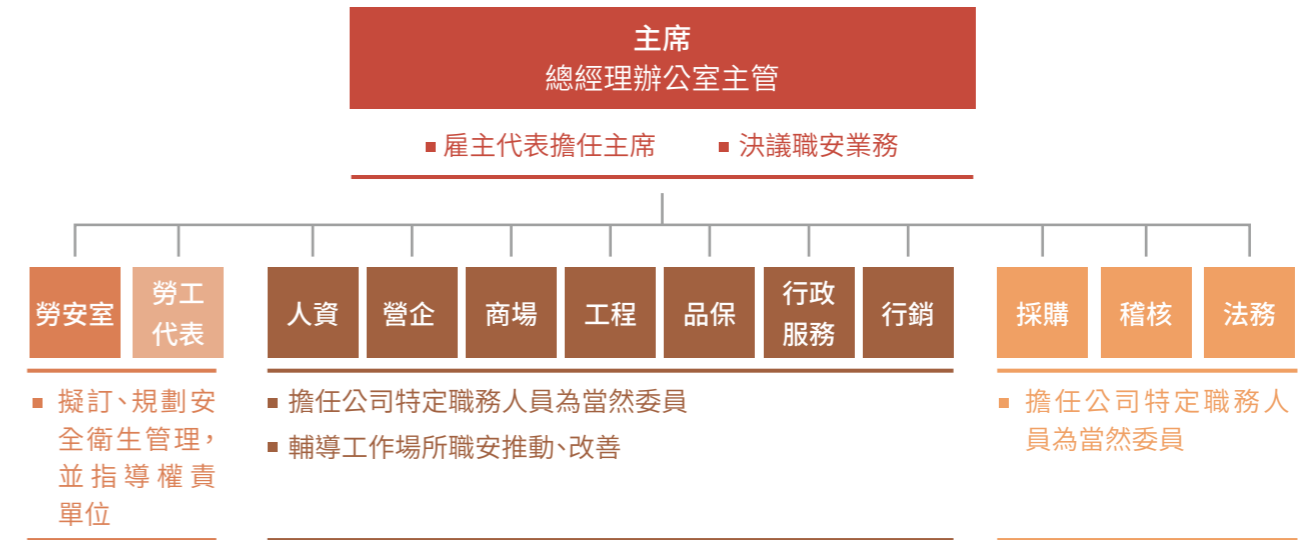 主席
總經理辦公室主管
▪ 雇主代表擔任主席
▪ 決議職安業務
勞安室
勞工
代表
人資
營企
商場
工程
品保
行政
服務
行銷
採購
稽核
法務
▪ 擬訂、規劃安
全衛生管理，
並指導權責
單位
▪ 擔任公司特定職務人員為當然委員
▪ 輔導工作場所職安推動、改善
▪ 擔任公司特定職務人
員為當然委員